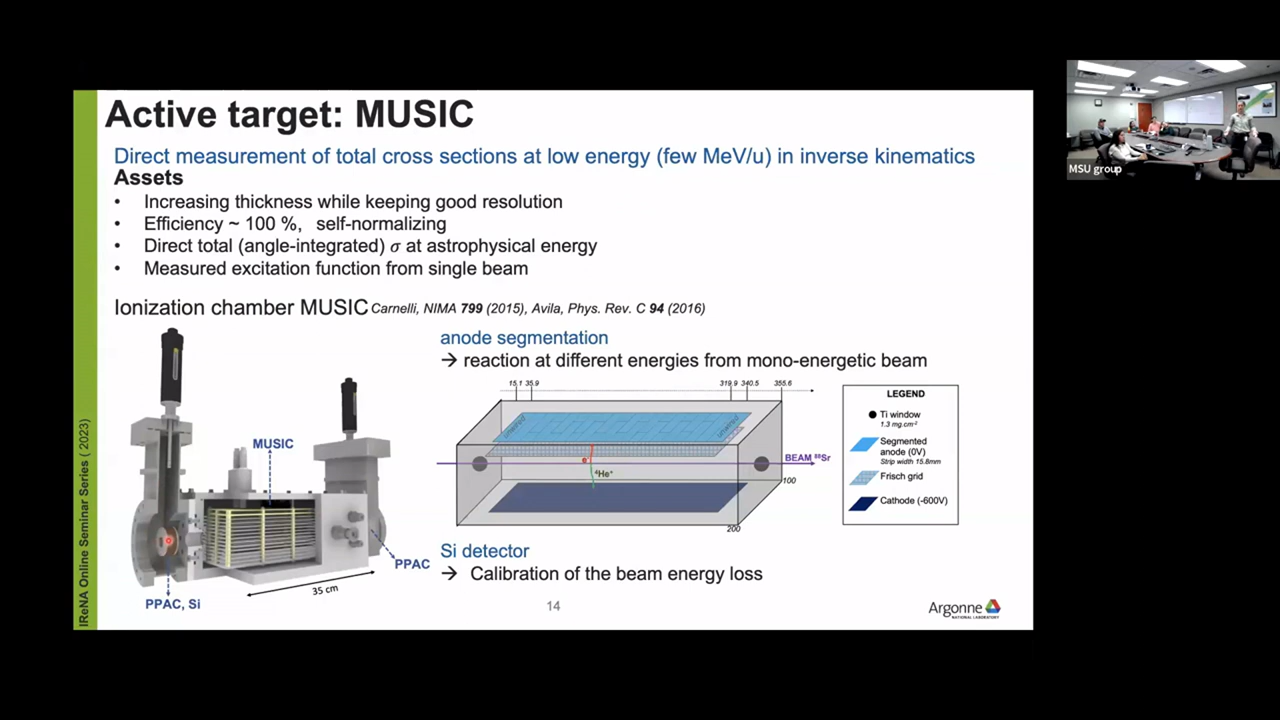 Active target: MUSIC
Direct measurement of total cross sections at low energy (few MeV/u) in inverse kinematics
Assets
• Increasing thickness while keeping good resolution
• Efficiency ~ 100 %, self-normalizing
• Direct total (angle-integrated) σ at astrophysical energy
• Measured excitation function from single beam
Ionization chamber MUSIC Carnelli, NIMA 799 (2015), Avila, Phys. Rev. C 94 (2016)
anode segmentation
→ reaction at different energies from mono-energetic beam
15.1 35.9 319.9 340.5 355.6
LEGEND
Ti window
1.3 mg.cm⁻²
Segmented
anode (0V)
Strip width 15.8mm
Frisch grid
Cathode (-600V)
e⁻
⁴He⁺
BEAM ⁸⁸Sr
100
200
MUSIC
PPAC
35 cm
PPAC, Si
Si detector
→ Calibration of the beam energy loss
14
Argonne
NATIONAL LABORATORY
IReNA Online Seminar Series ( 2023)
MSU group